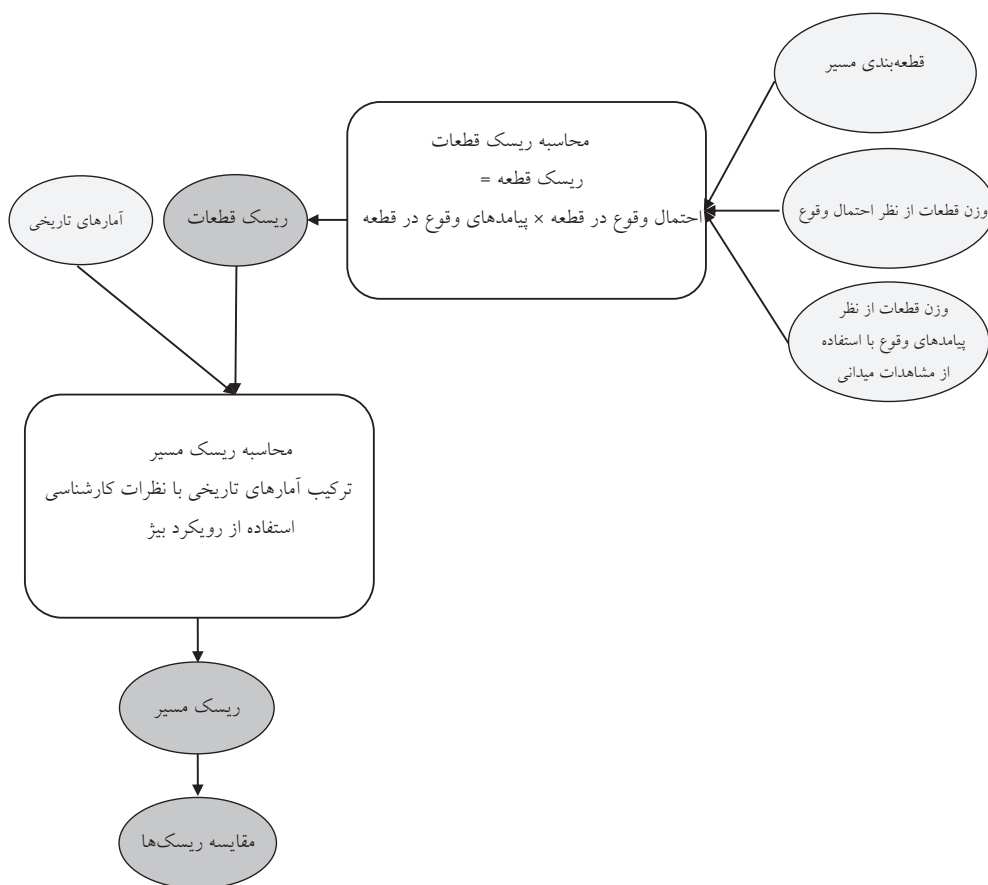 قطعه‌بندی مسیر
وزن قطعات از نظر احتمال وقوع
وزن قطعات از نظر
پیامدهای وقوع با استفاده
از مشاهدات میدانی
محاسبه ریسک قطعات
ریسک قطعه =
احتمال وقوع در قطعه × پیامدهای وقوع در قطعه
ریسک قطعات
آمارهای تاریخی
محاسبه ریسک مسیر
ترکیب آمارهای تاریخی با نظرات کارشناسی
استفاده از رویکرد بیژ
ریسک مسیر
مقایسه ریسک‌ها